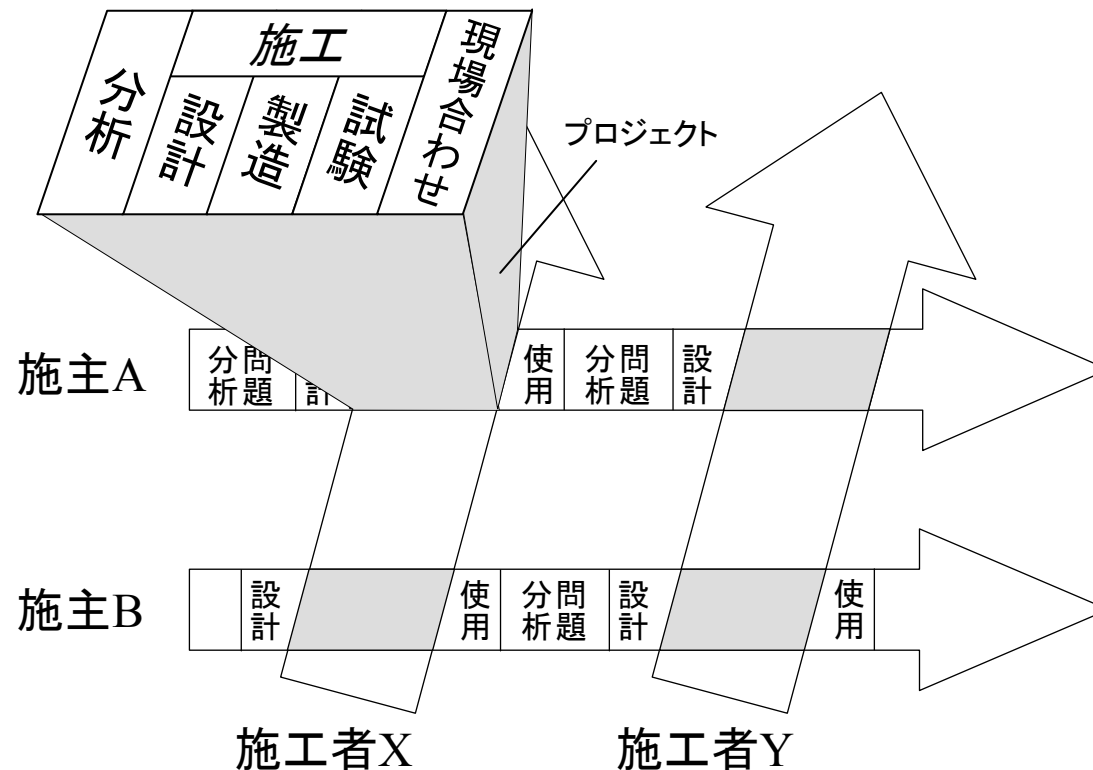 分析
施工
設計
製造
試験
現場合わせ
プロジェクト
施主A
問題
分析
計
使用
問題
分析
設計
施主B
設計
使用
問題
分析
設計
使用
施工者X
施工者Y